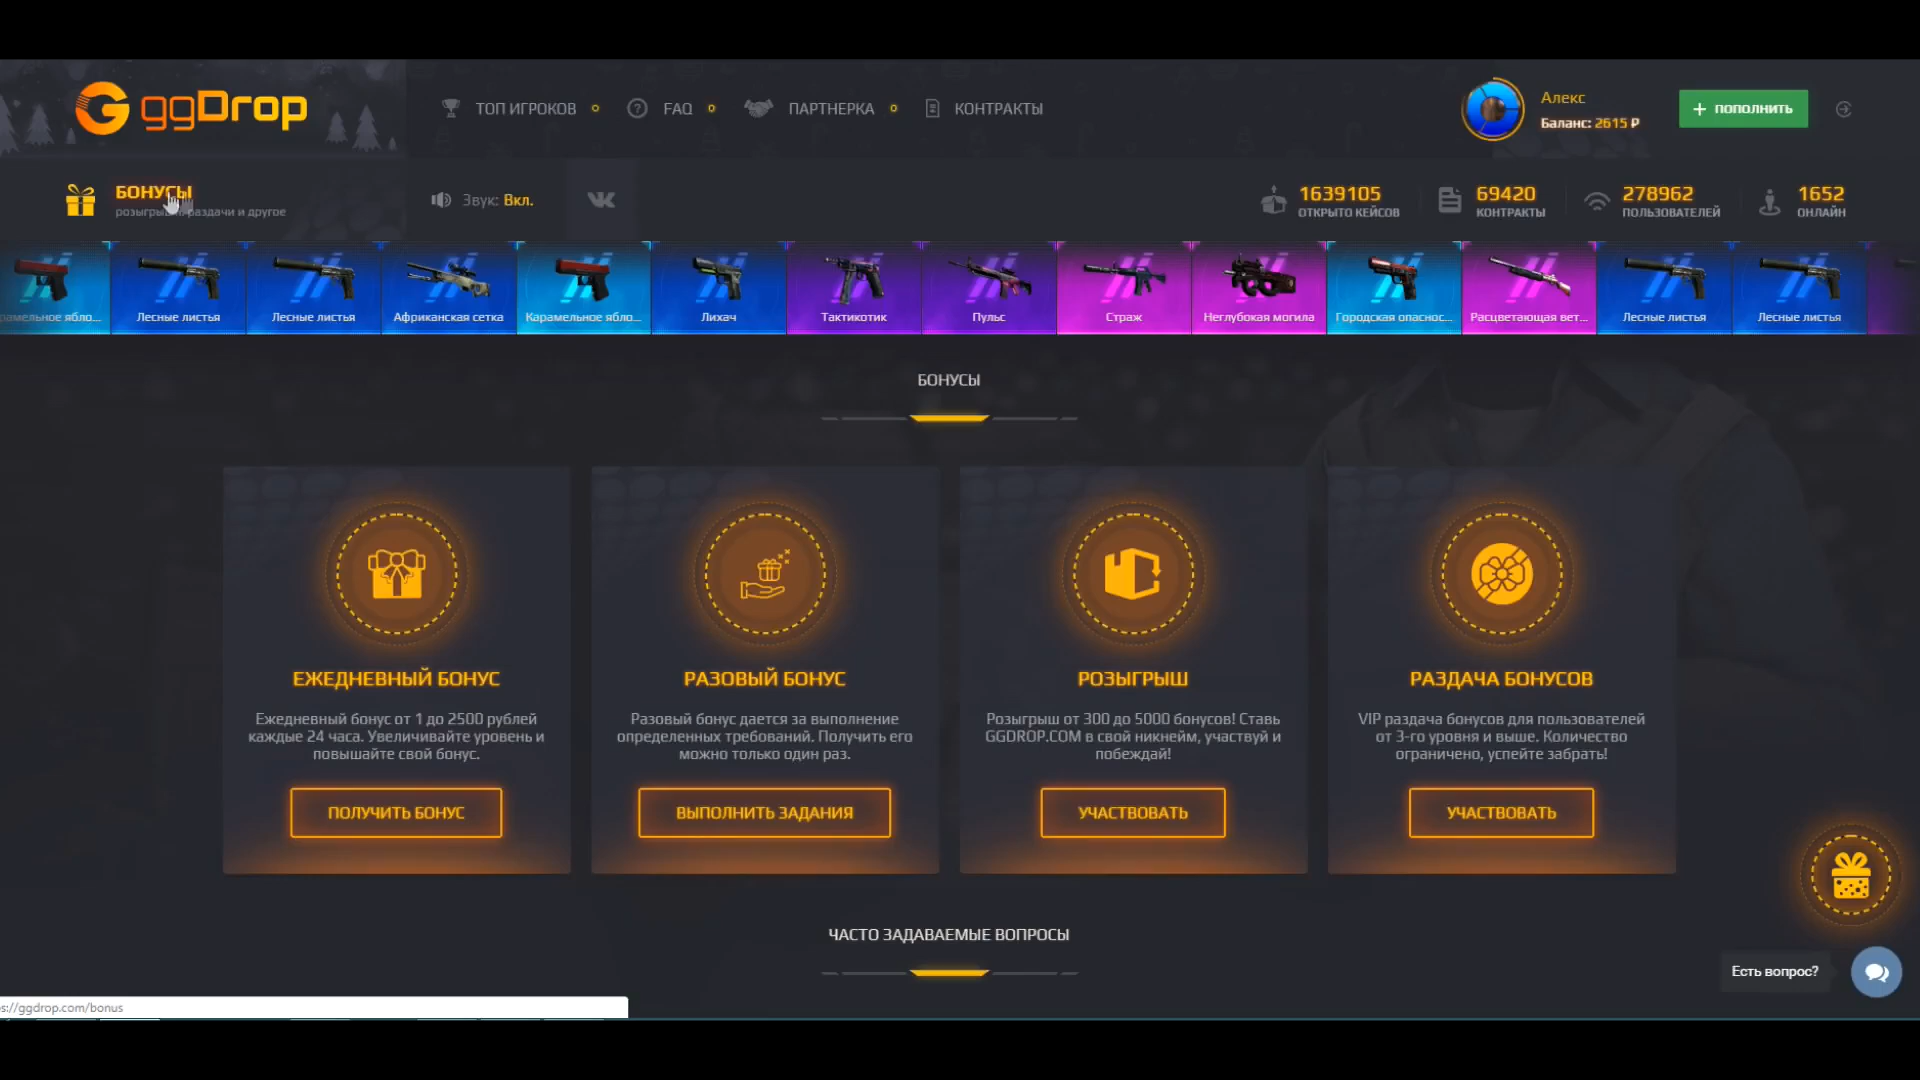 ggDrop
ТОП ИГРОКОВ
FAQ
ПАРТНЕРКА
КОНТРАКТЫ
Алекс
Баланс: 2615 ₽
+ ПОПОЛНИТЬ
БОНУСЫ
розыгрыши, раздачи и другое
Звук: Вкл.
1639105
ОТКРЫТО КЕЙСОВ
69420
КОНТРАКТЫ
278962
ПОЛЬЗОВАТЕЛЕЙ
1652
ОНЛАЙН
рамельное ябло...
Лесные листья
Лесные листья
Африканская сетка
Карамельное ябло...
Лихач
Тактикотик
Пульс
Страж
Неглубокая могила
Городская опаснос...
Расцветающая вет...
Лесные листья
Лесные листья
БОНУСЫ
ЕЖЕДНЕВНЫЙ БОНУС
Ежедневный бонус от 1 до 2500 рублей
каждые 24 часа. Увеличивайте уровень и
повышайте свой бонус.
ПОЛУЧИТЬ БОНУС
РАЗОВЫЙ БОНУС
Разовый бонус дается за выполнение
определенных требований. Получить его
можно только один раз.
ВЫПОЛНИТЬ ЗАДАНИЯ
РОЗЫГРЫШ
Розыгрыш от 300 до 5000 бонусов! Ставь
GGDROP.COM в свой никнейм, участвуй и
побеждай!
УЧАСТВОВАТЬ
РАЗДАЧА БОНУСОВ
VIP раздача бонусов для пользователей
от 3-го уровня и выше. Количество
ограничено, успейте забрать!
УЧАСТВОВАТЬ
ЧАСТО ЗАДАВАЕМЫЕ ВОПРОСЫ
Есть вопрос?
s://ggdrop.com/bonus